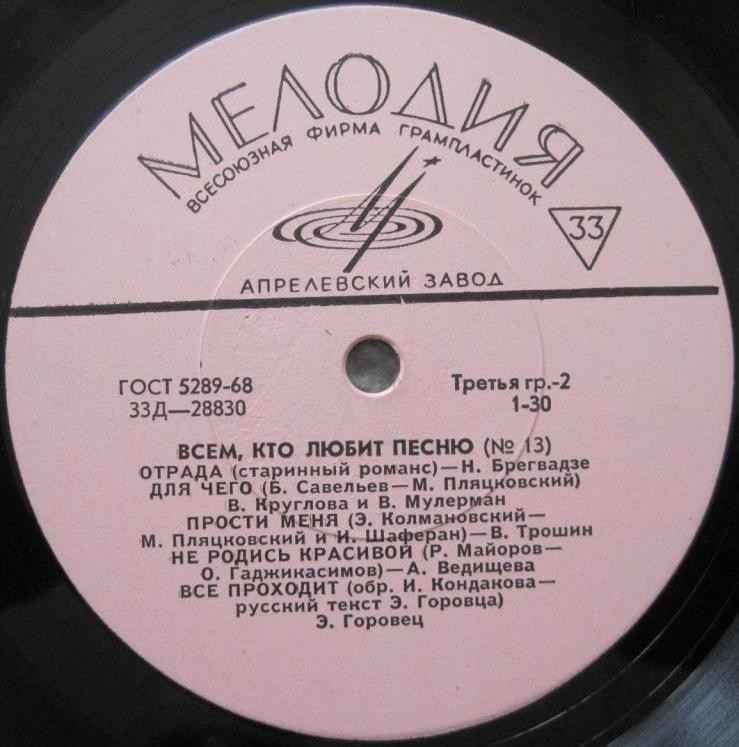 МЕЛОДИЯ
ВСЕСОЮЗНАЯ ФИРМА ГРАМПЛАСТИНОК
33
АПРЕЛЕВСКИЙ ЗАВОД
ГОСТ 5289-68
Третья гр.-2
33Д—28830
1-30
ВСЕМ, КТО ЛЮБИТ ПЕСНЮ (№ 13)
ОТРАДА (старинный романс)—Н. Брегвадзе
ДЛЯ ЧЕГО (Б. Савельев—М. Пляцковский)
В. Круглова и В. Мулерман
ПРОСТИ МЕНЯ (Э. Колмановский—
М. Пляцковский и И. Шаферан)—В. Трошин
НЕ РОДИСЬ КРАСИВОЙ (Р. Майоров—
О. Гаджикасимов)—А. Ведищева
ВСЕ ПРОХОДИТ (обр. И. Кондакова—
русский текст Э. Горовца)
Э. Горовец